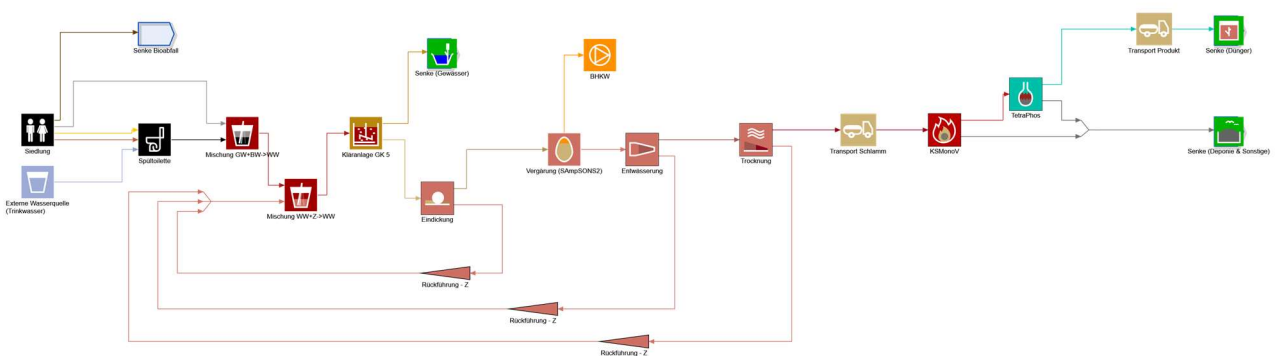 Senke Bioabfall
Senke (Gewässer)
BHKW
Transport Produkt
Senke (Dünger)
Siedlung
Spültoilette
Mischung GW+BW->WW
Kläranlage GK 5
Vergärung (SAmpSONS2)
Entwässerung
Trocknung
Transport Schlamm
KSMonoV
TetraPhos
Senke (Deponie & Sonstige)
Externe Wasserquelle
(Trinkwasser)
Mischung WW+Z->WW
Eindickung
Rückführung - Z
Rückführung - Z
Rückführung - Z